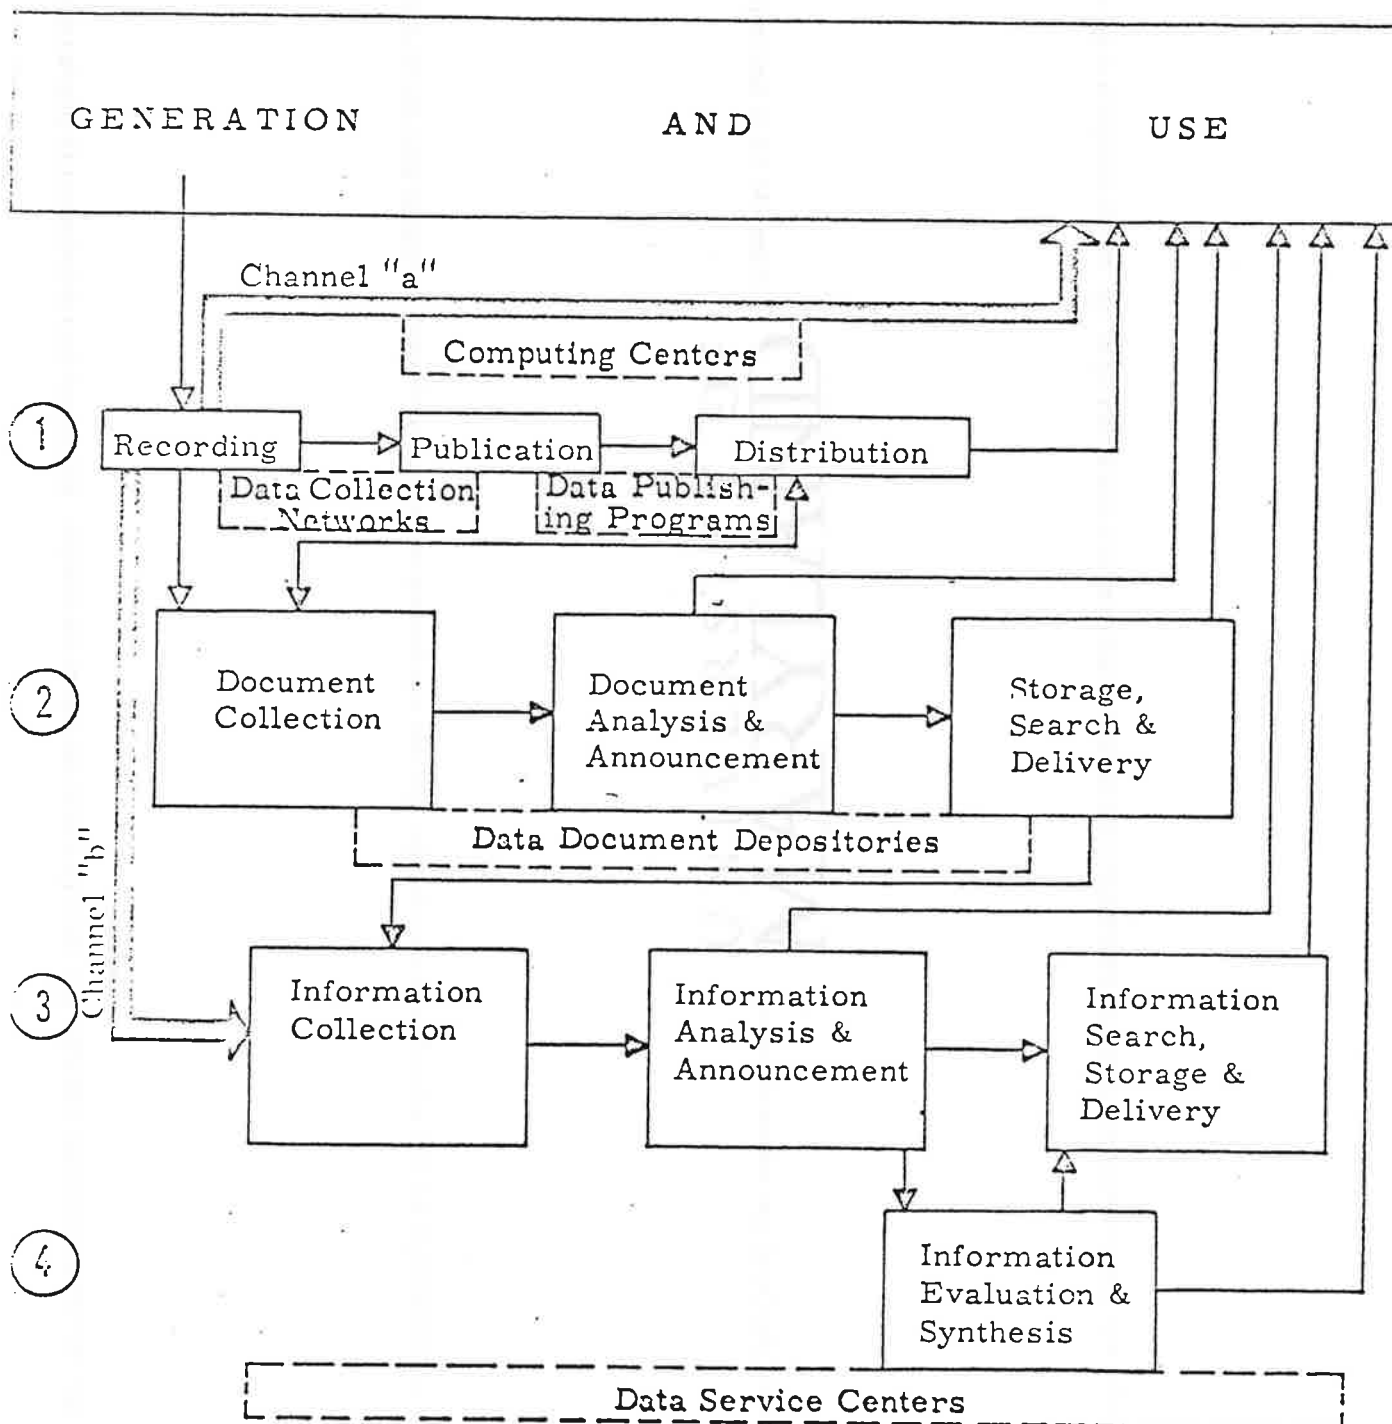 GENERATION AND USE
Channel "a"
Computing Centers
1
Recording
Publication
Distribution
Data Collection
Networks
Data Publish-
ing Programs
2
Document
Collection
Document
Analysis &
Announcement
Storage,
Search &
Delivery
Data Document Depositories
Channel "b"
3
Information
Collection
Information
Analysis &
Announcement
Information
Search,
Storage &
Delivery
4
Information
Evaluation &
Synthesis
Data Service Centers